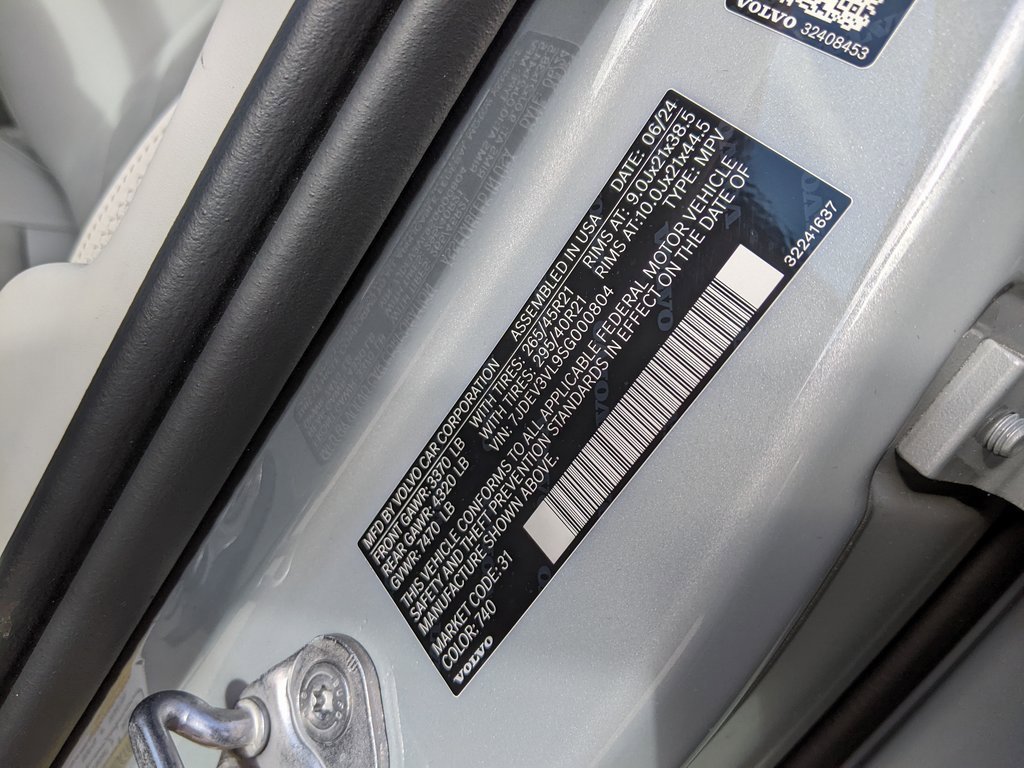 VOLVO 32408453
MFD BY VOLVO CAR CORPORATION ASSEMBLED IN USA DATE: 06/24
FRONT GAWR: 3370 LB WITH TIRES: 265/45R21 RIMS AT: 9.0Jx21x38.5
REAR GAWR: 4320 LB WITH TIRES: 295/40R21 RIMS AT: 10.0Jx21x44.5
GVWR: 7470 LB VIN: 7JDEV3VL9SG000804 TYPE: MPV
THIS VEHICLE CONFORMS TO ALL APPLICABLE FEDERAL MOTOR VEHICLE
SAFETY AND THEFT PREVENTION STANDARDS IN EFFECT ON THE DATE OF
MANUFACTURE SHOWN ABOVE.
MARKET CODE: 31
COLOR: 740
VOLVO
32241637